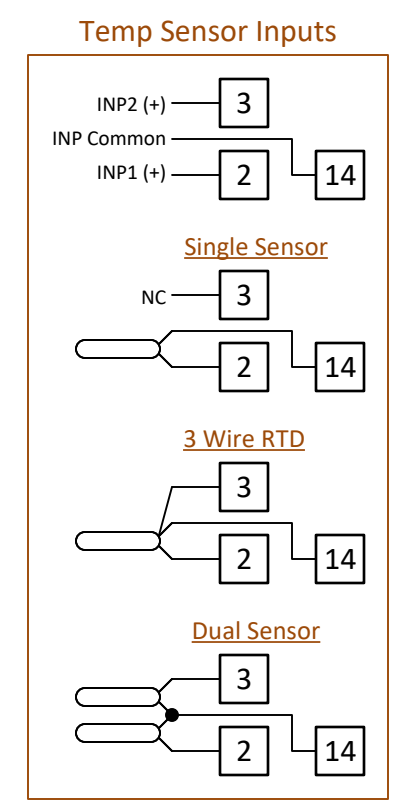 Temp Sensor Inputs
INP2 (+) 3
INP Common
INP1 (+) 2 14
Single Sensor
NC 3
2 14
3 Wire RTD
3
2 14
Dual Sensor
3
2 14